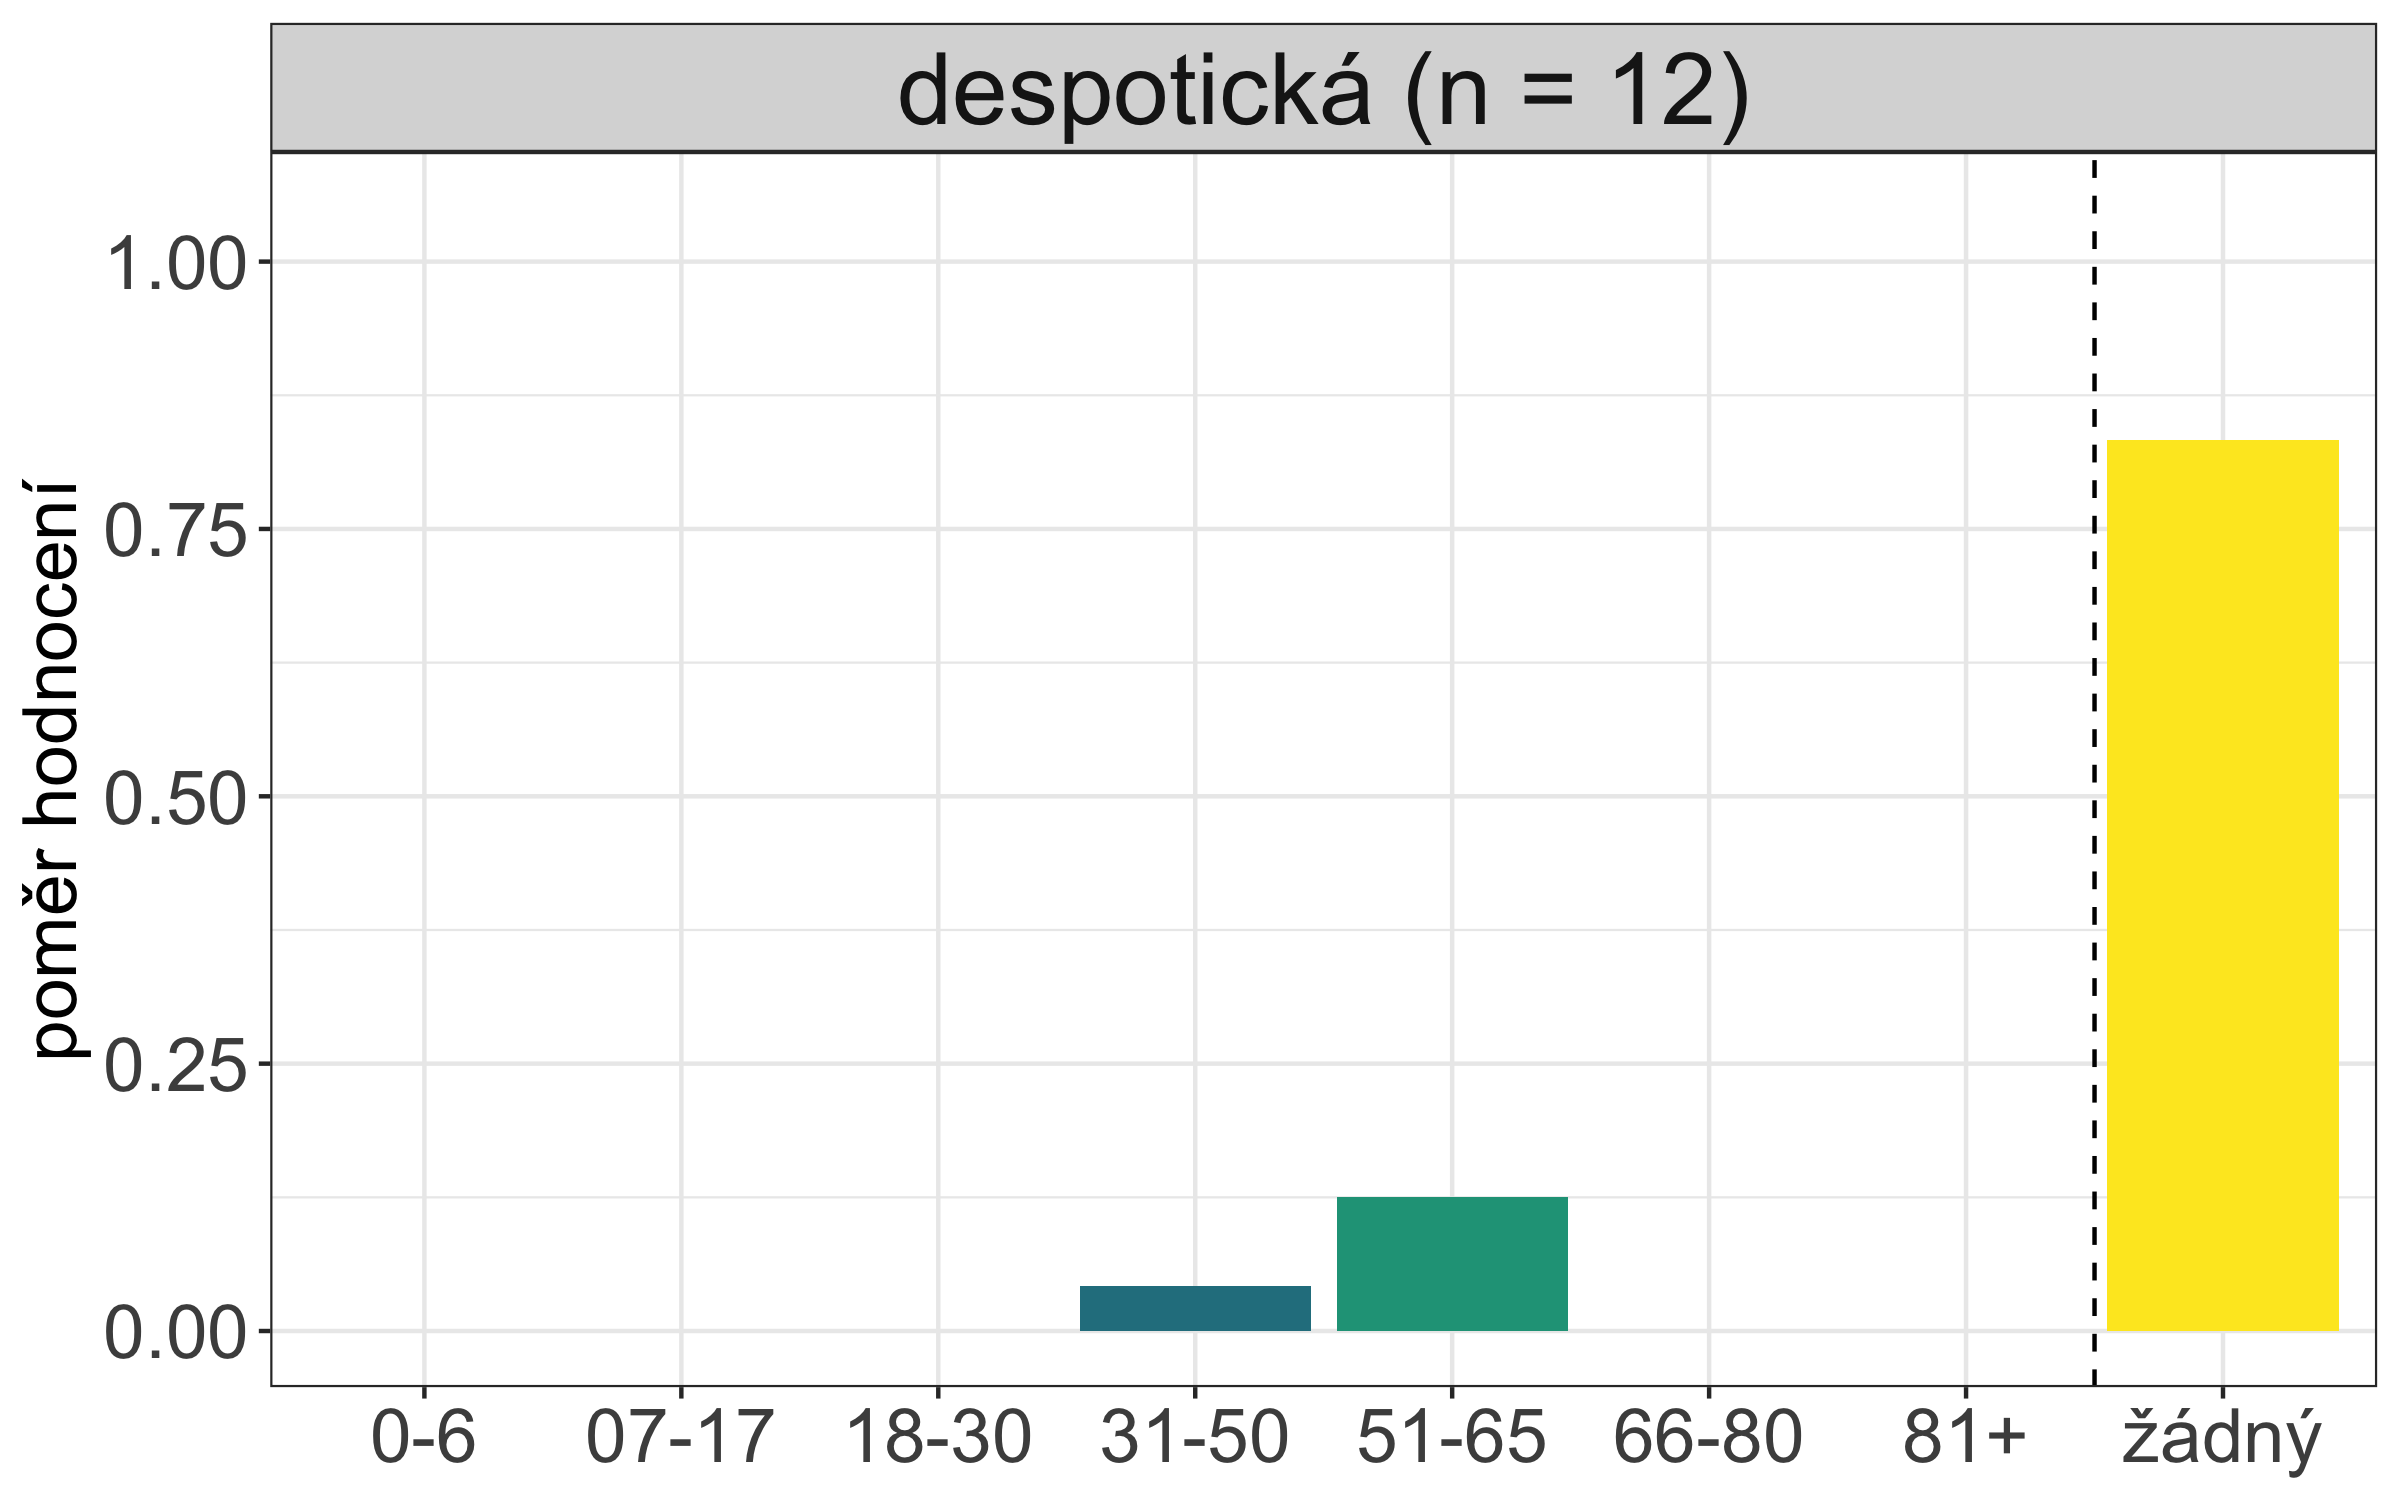 despotická (n = 12)
poměr hodnocení
1.00
0.75
0.50
0.25
0.00
0-6 07-17 18-30 31-50 51-65 66-80 81+ žádný